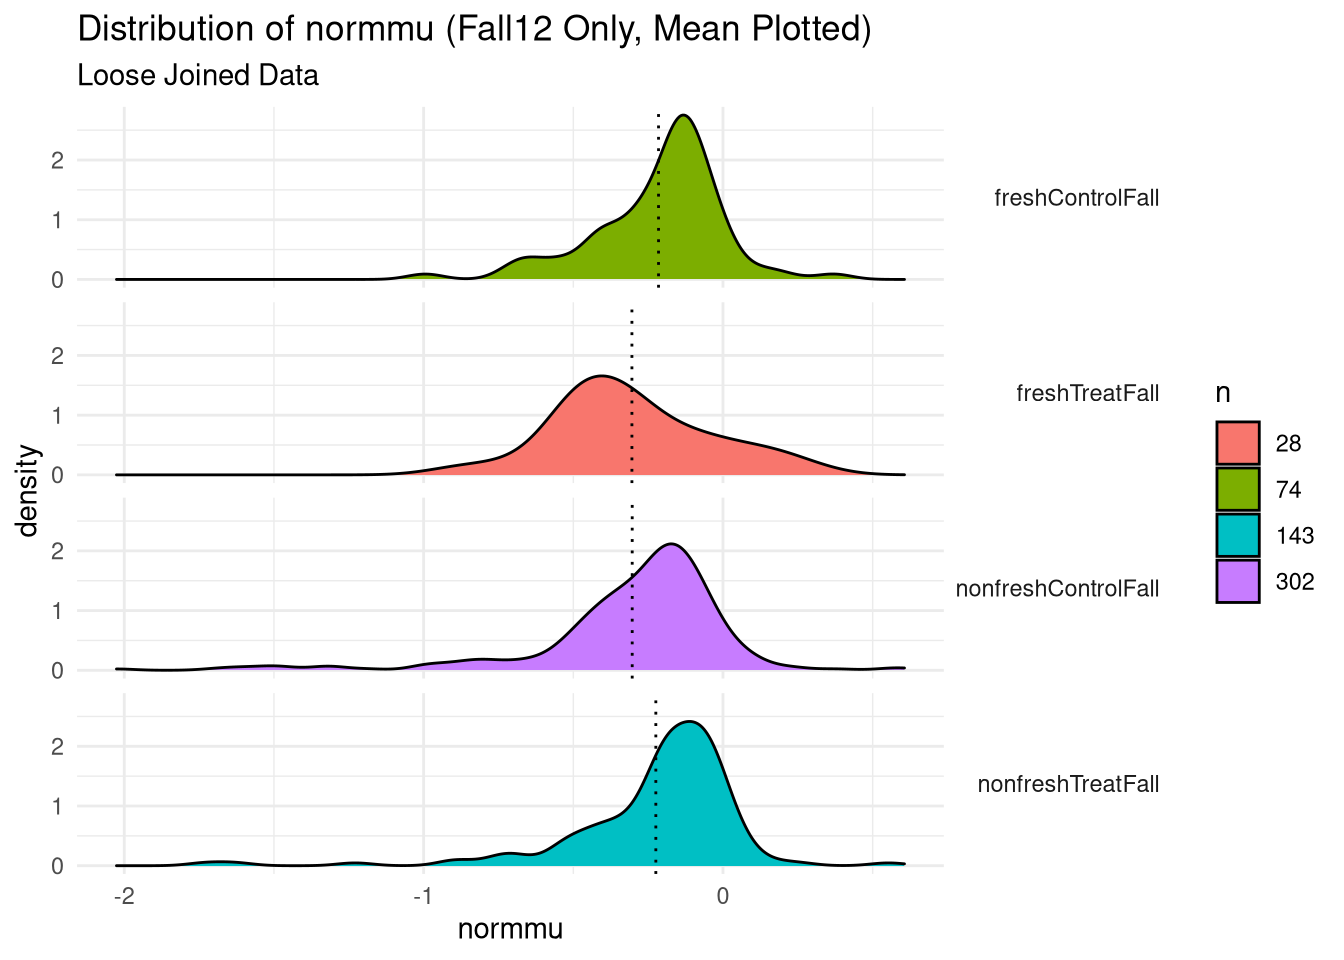 Distribution of normmu (Fall12 Only, Mean Plotted)
Loose Joined Data
2
1
0
freshControlFall
2
1
0
freshTreatFall
2
1
0
nonfreshControlFall
2
1
0
nonfreshTreatFall
-2 -1 0
normmu
density
n
28
74
143
302